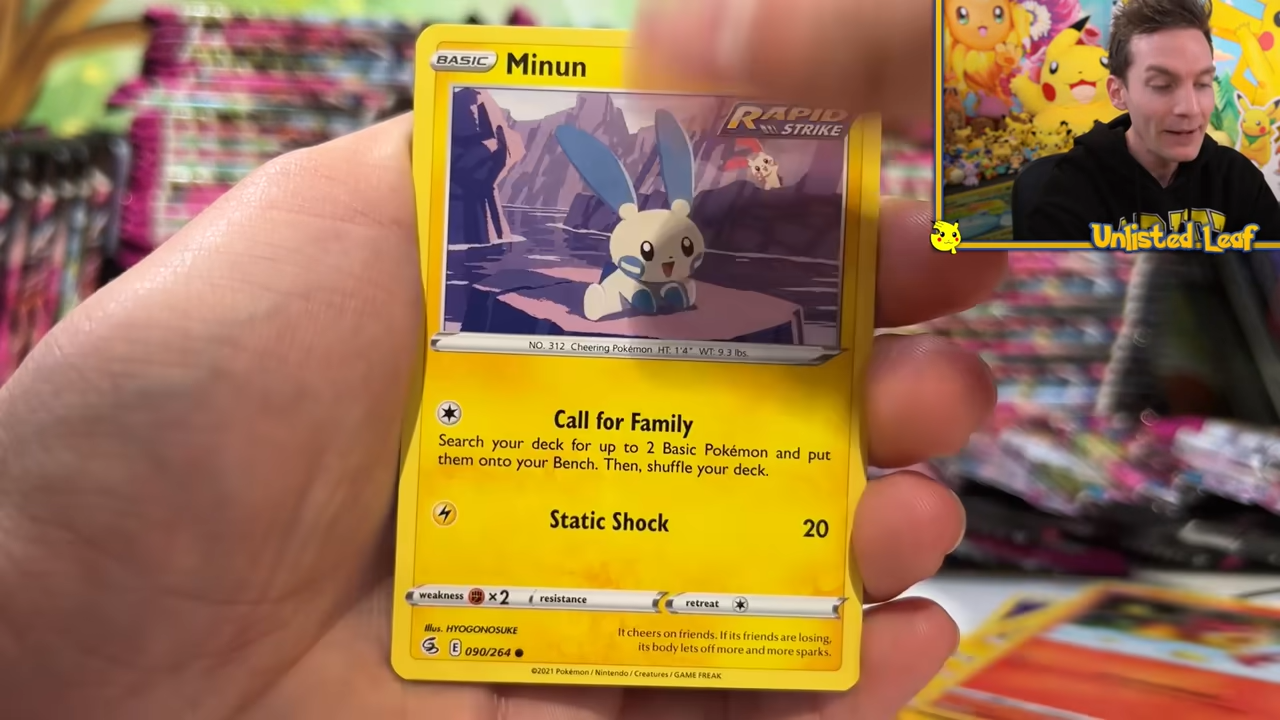 BASIC Minun
RAPID
STRIKE
NO. 312 Cheering Pokémon HT: 1'4" WT: 9.3 lbs.
Call for Family
Search your deck for up to 2 Basic Pokémon and put
them onto your Bench. Then, shuffle your deck.
Static Shock 20
weakness ×2 resistance retreat
Illus. HYOGONOSUKE
It cheers on friends. If its friends are losing,
its body lets off more and more sparks.
E 090/264
©2021 Pokémon / Nintendo / Creatures / GAME FREAK
Unlisted Leaf